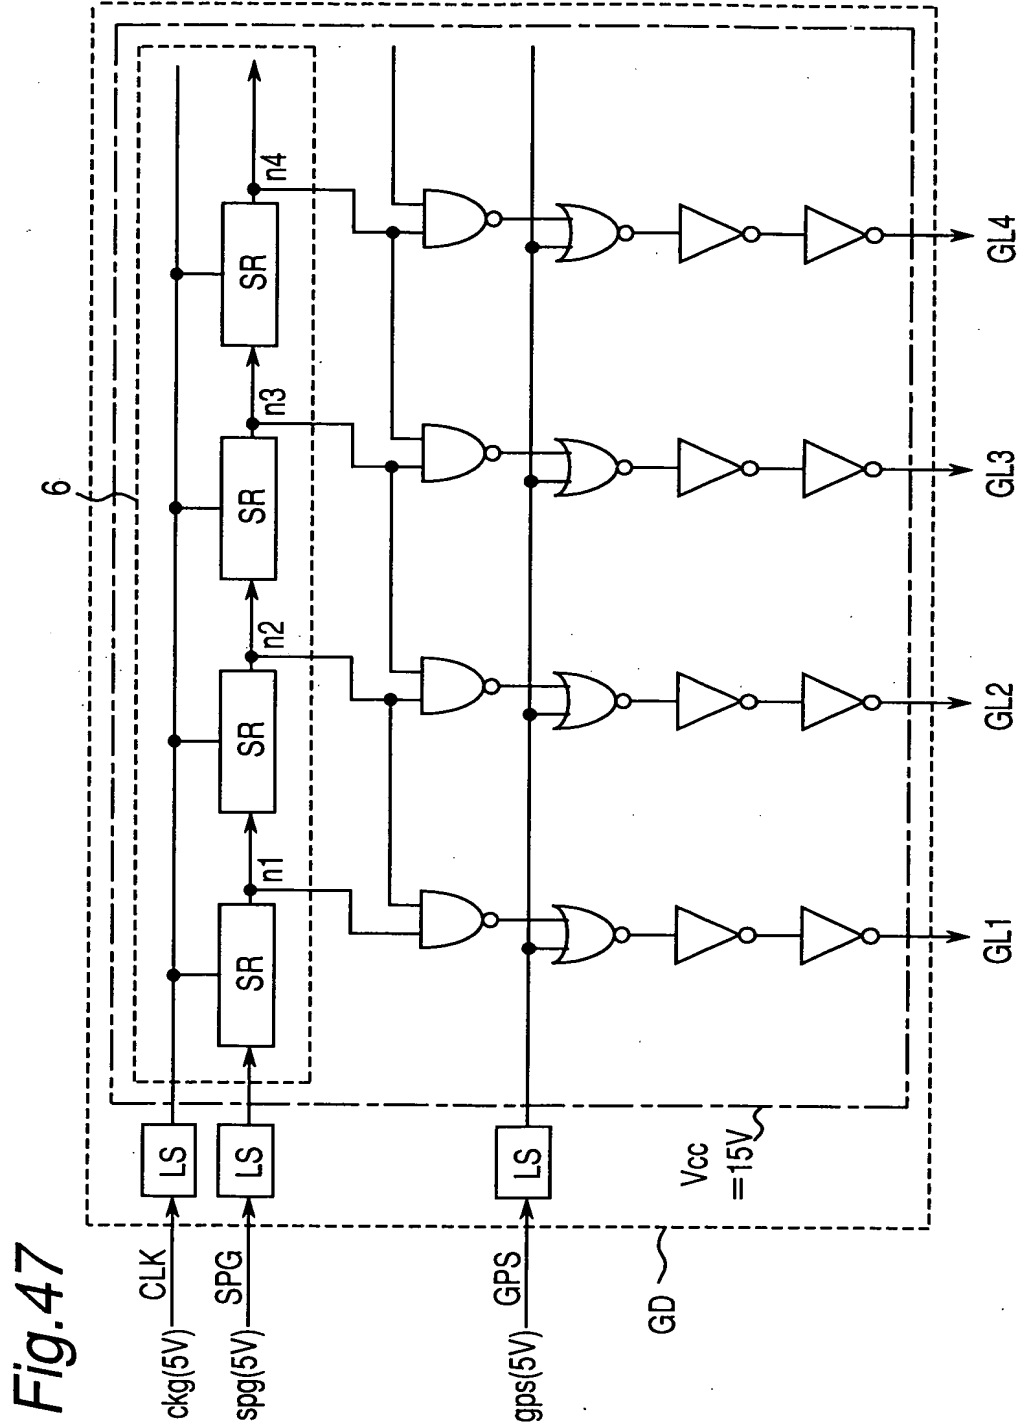 Fig.47
6
ckg(5V)
CLK
LS
spg(5V)
SPG
LS
SR
n1
SR
n2
SR
n3
SR
n4
gps(5V)
GPS
LS
Vcc
=15V
GD
GL1
GL2
GL3
GL4